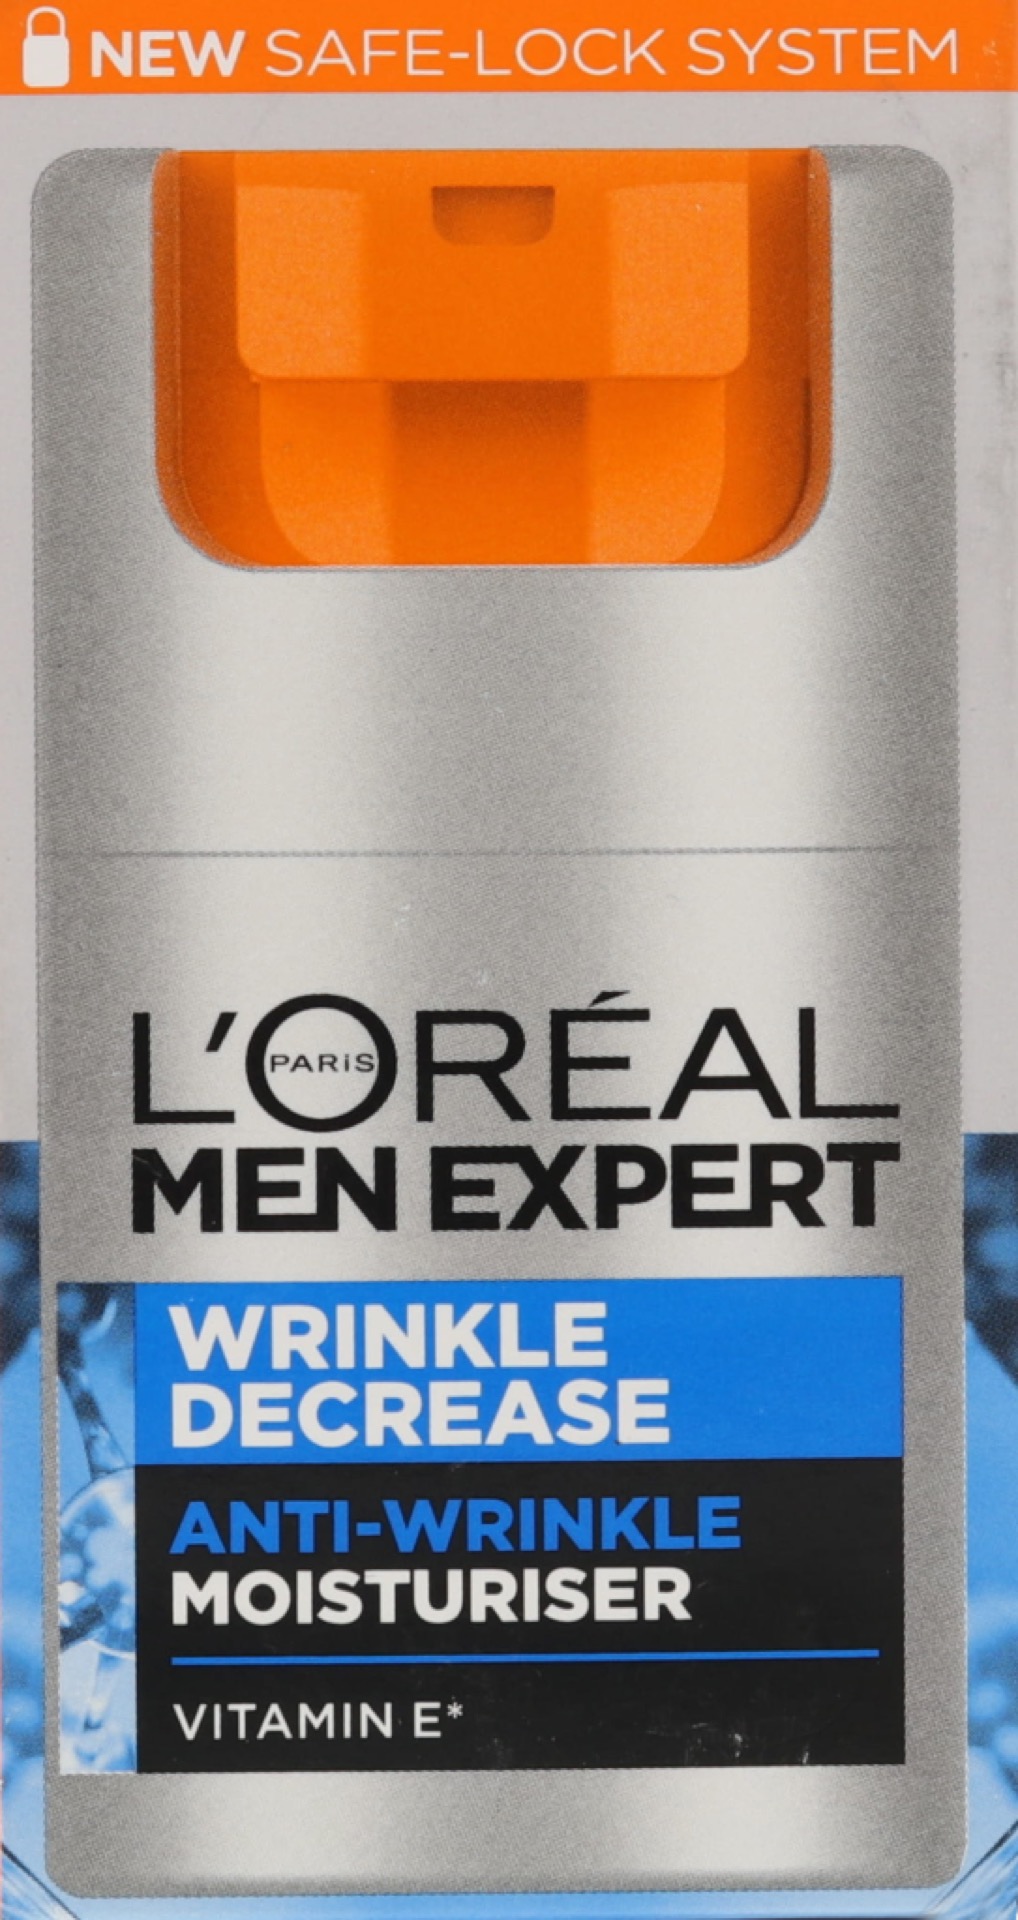 NEW SAFE-LOCK SYSTEM
L'ORÉAL
PARiS
MEN EXPERT
WRINKLE
DECREASE
ANTI-WRINKLE
MOISTURISER
VITAMIN E*